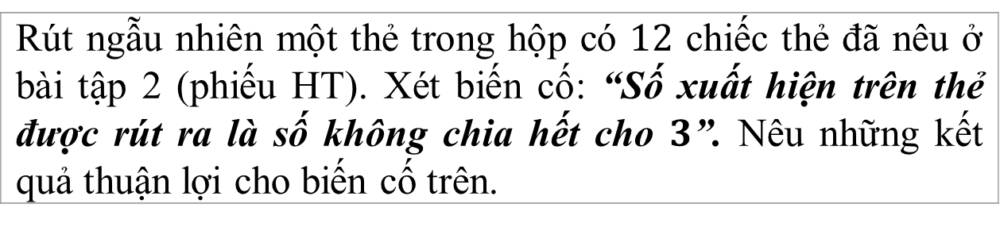 Rút ngẫu nhiên một thẻ trong hộp có 12 chiếc thẻ đã nêu ở
bài tập 2 (phiếu HT). Xét biến cố: “Số xuất hiện trên thẻ
được rút ra là số không chia hết cho 3”. Nêu những kết
quả thuận lợi cho biến cố trên.